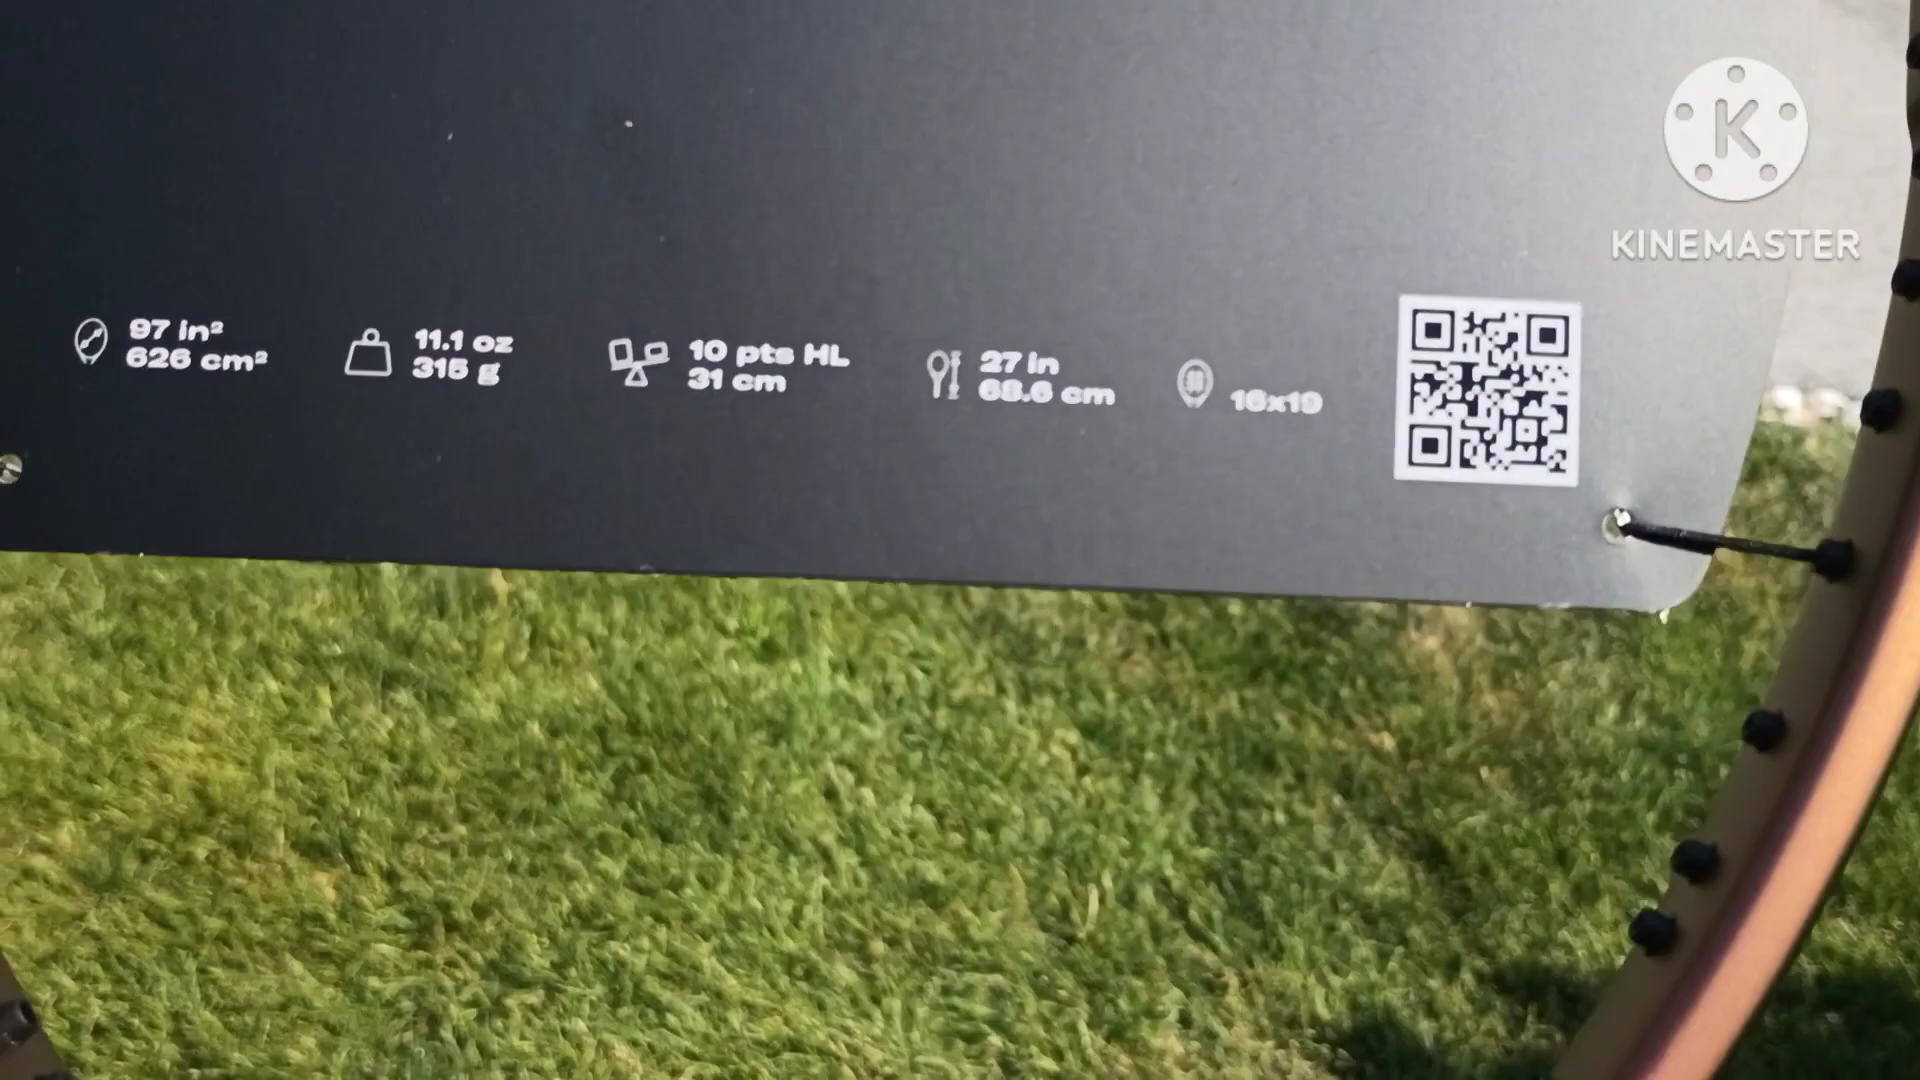 K
KINEMASTER
97 in²
626 cm²
11.1 oz
315 g
10 pts HL
31 cm
27 in
68.6 cm
16x19